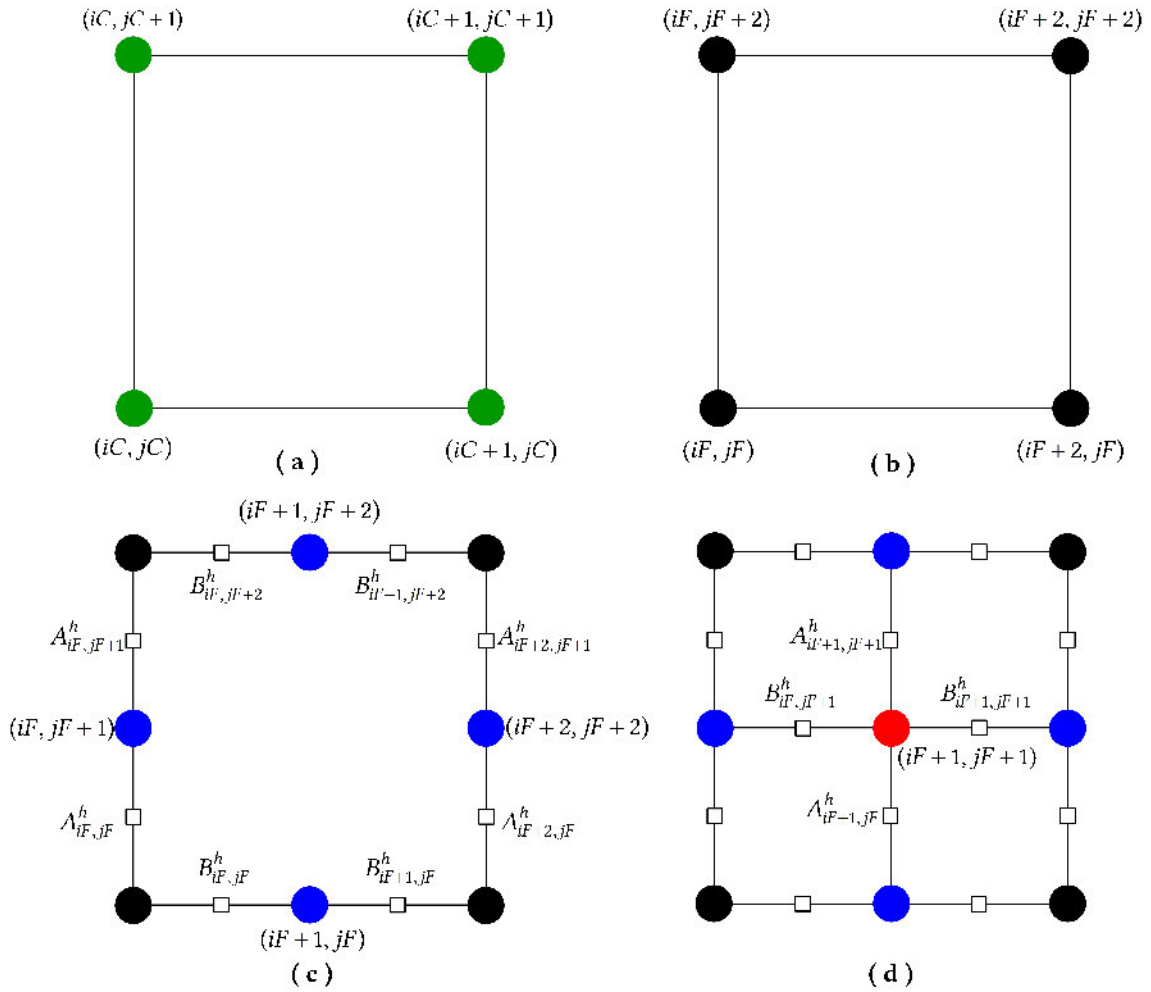 (iC, jC+1)
(iC+1, jC+1)
(iF, jF+2)
(iF+2, jF+2)
(iC, jC)
(iC+1, jC)
(a)
(iF, jF)
(iF+2, jF)
(b)
(iF+1, jF+2)
B^h_{iF,jF+2}
B^h_{iF−1,jF+2}
A^h_{iF,jF+1}
A^h_{iF+2,jF+1}
(iF, jF+1)
(iF+2, jF+2)
A^h_{iF,jF}
A^h_{iF+2,jF}
B^h_{iF,jF}
B^h_{iF+1,jF}
(iF+1, jF)
(c)
A^h_{iF+1,jF+1}
B^h_{iF,jF+1}
B^h_{iF+1,jF+1}
(iF+1, jF+1)
A^h_{iF−1,jF}
(d)